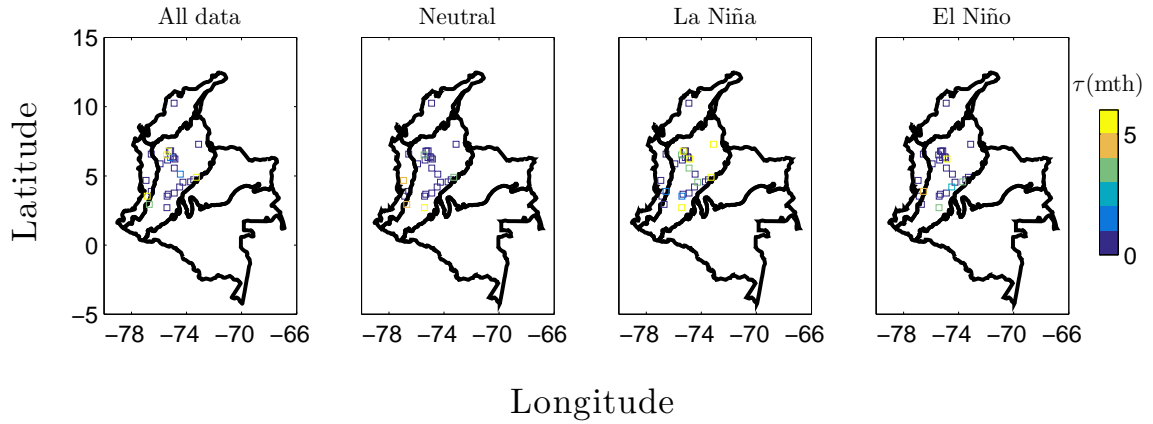 All data Neutral La Niña El Niño
15
10
5
0
−5
Latitude
τ(mth)
5
0
−78 −74 −70 −66 −78 −74 −70 −66 −78 −74 −70 −66 −78 −74 −70 −66
Longitude